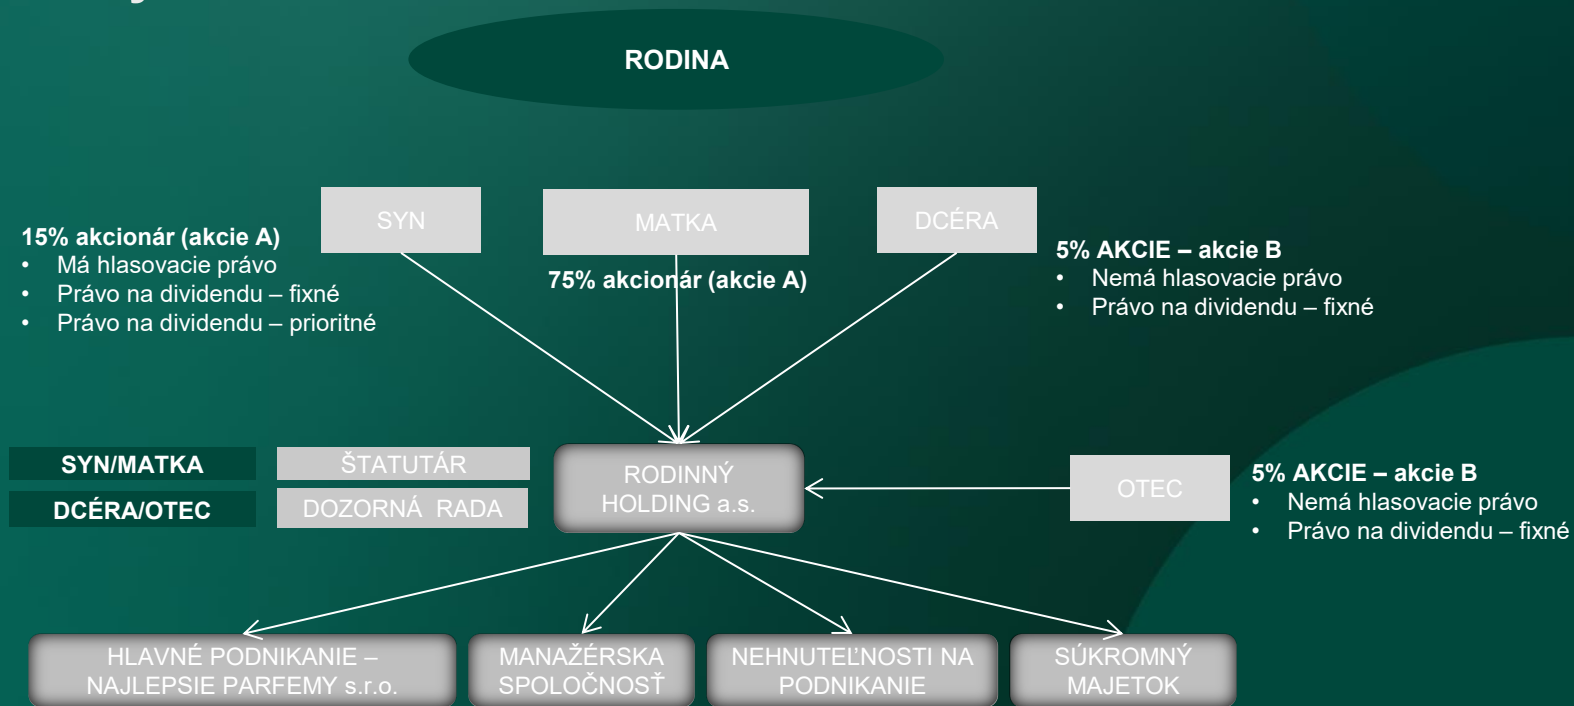 RODINA
SYN
MATKA
DCÉRA
15% akcionár (akcie A)
• Má hlasovacie právo
• Právo na dividendu – fixné
• Právo na dividendu – prioritné
75% akcionár (akcie A)
5% AKCIE – akcie B
• Nemá hlasovacie právo
• Právo na dividendu – fixné
SYN/MATKA
ŠTATUTÁR
DCÉRA/OTEC
DOZORNÁ RADA
RODINNÝ
HOLDING a.s.
OTEC
5% AKCIE – akcie B
• Nemá hlasovacie právo
• Právo na dividendu – fixné
HLAVNÉ PODNIKANIE –
NAJLEPSIE PARFEMY s.r.o.
MANAŽÉRSKA
SPOLOČNOSŤ
NEHNUTEĽNOSTI NA
PODNIKANIE
SÚKROMNÝ
MAJETOK